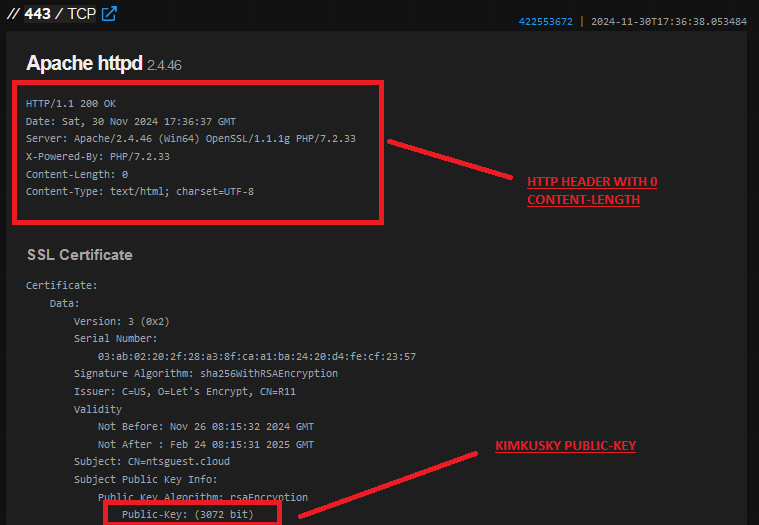 // 443 / TCP
422553672 | 2024-11-30T17:36:38.053484
Apache httpd 2.4.46
HTTP/1.1 200 OK
Date: Sat, 30 Nov 2024 17:36:37 GMT
Server: Apache/2.4.46 (Win64) OpenSSL/1.1.1g PHP/7.2.33
X-Powered-By: PHP/7.2.33
Content-Length: 0
Content-Type: text/html; charset=UTF-8
HTTP HEADER WITH 0
CONTENT-LENGTH
SSL Certificate
Certificate:
Data:
Version: 3 (0x2)
Serial Number:
03:ab:02:20:2f:28:a3:8f:ca:a1:ba:24:20:d4:fe:cf:23:57
Signature Algorithm: sha256WithRSAEncryption
Issuer: C=US, O=Let's Encrypt, CN=R11
Validity
Not Before: Nov 26 08:15:32 2024 GMT
Not After : Feb 24 08:15:31 2025 GMT
Subject: CN=ntsguest.cloud
Subject Public Key Info:
Public Key Algorithm: rsaEncryption
Public-Key: (3072 bit)
KIMKUSKY PUBLIC-KEY